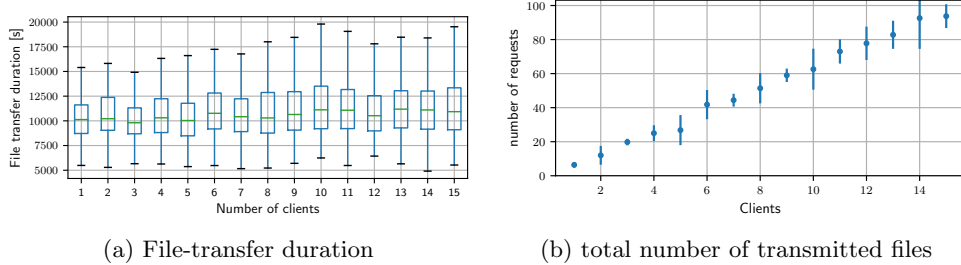 20000
17500
15000
12500
10000
7500
5000
File transfer duration [s]
1 2 3 4 5 6 7 8 9 10 11 12 13 14 15
Number of clients
(a) File-transfer duration
100
80
60
40
20
0
number of requests
2 4 6 8 10 12 14
Clients
(b) total number of transmitted files